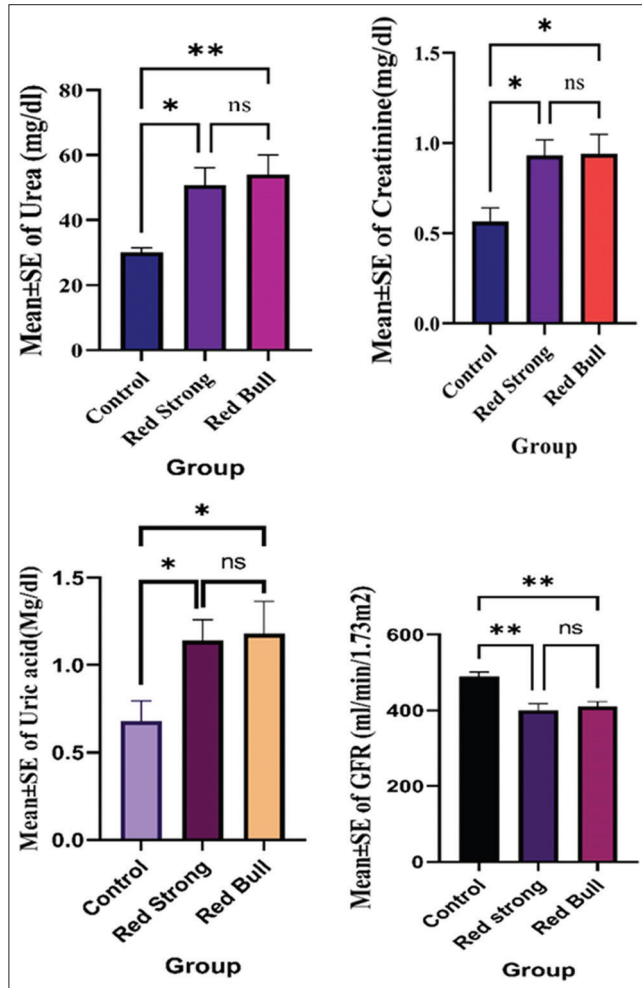 Mean±SE of Urea (mg/dl)
**
*
ns
80
60
40
20
0
Control
Red Strong
Red Bull
Group
Mean±SE of Creatinine(mg/dl)
*
*
ns
1.5
1.0
0.5
0.0
Control
Red Strong
Red Bull
Group
Mean±SE of Uric acid(Mg/dl)
*
*
ns
1.5
1.0
0.5
0.0
Control
Red Strong
Red Bull
Group
Mean±SE of GFR (ml/min/1.73m2)
**
**
ns
600
400
200
0
Control
Red strong
Red Bull
Group